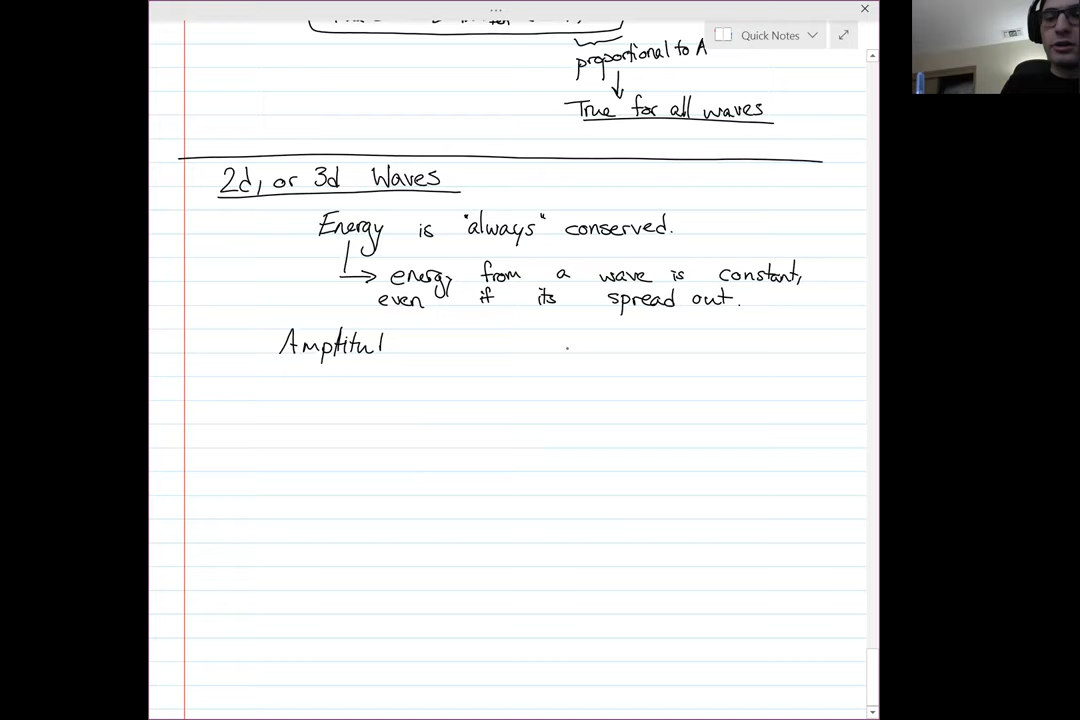 Quick Notes
proportional to A
True for all waves
2d, or 3d Waves
Energy is "always" conserved.
energy from a wave is constant,
even if its spread out.
Amptitul